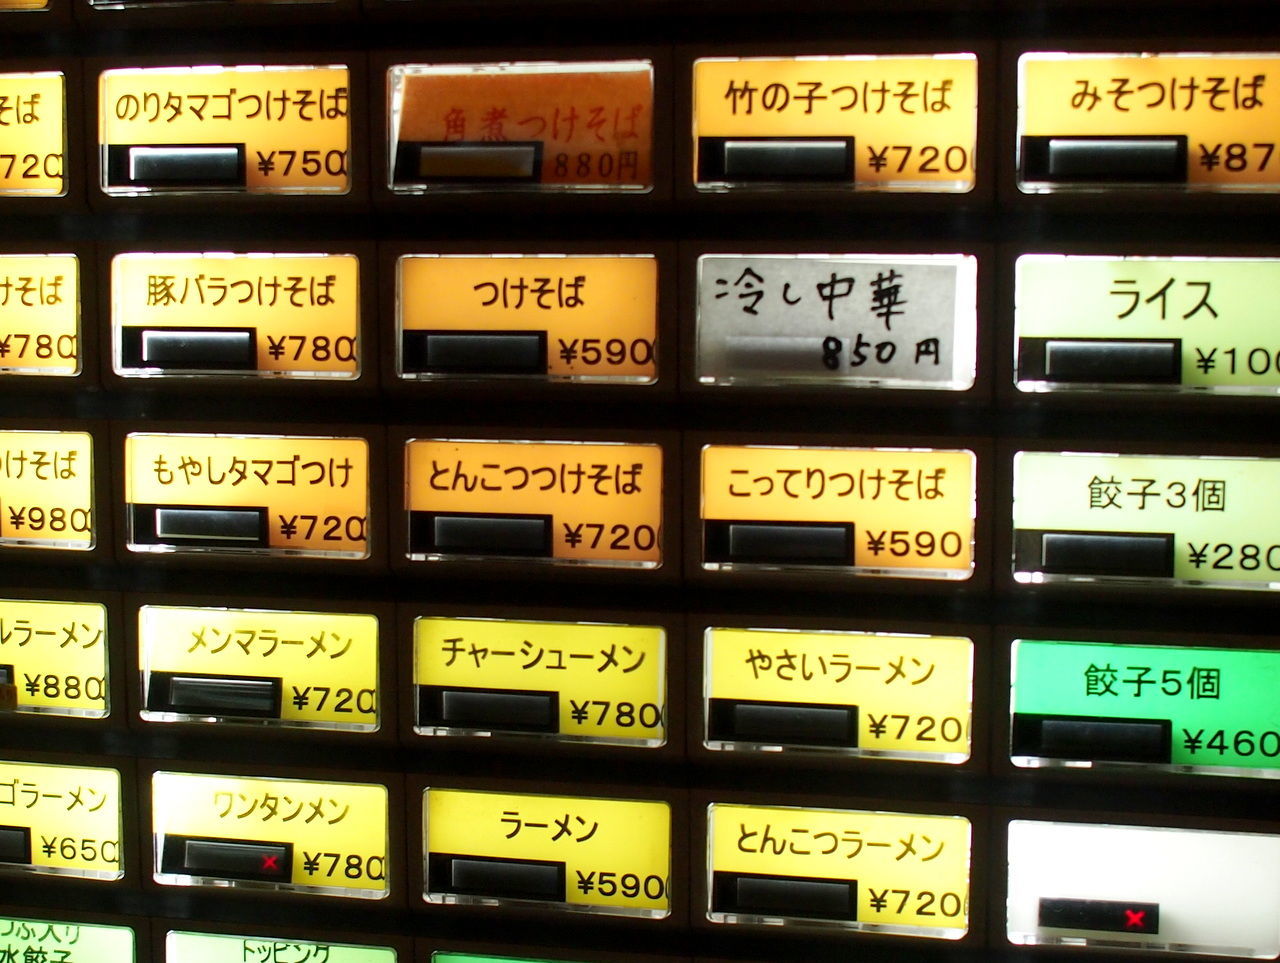 そば
720
のりタマゴつけそば
¥750
角煮つけそば
880円
竹の子つけそば
¥720
みそつけそば
¥87
けそば
¥780
豚バラつけそば
¥780
つけそば
¥590
冷し中華
850円
ライス
¥100
けそば
¥980
もやしタマゴつけ
¥720
とんこつつけそば
¥720
こってりつけそば
¥590
餃子3個
¥280
ルラーメン
¥880
メンマラーメン
¥720
チャーシューメン
¥780
やさいラーメン
¥720
餃子5個
¥460
ゴラーメン
¥650
ワンタンメン
¥780
ラーメン
¥590
とんこつラーメン
¥720
水餃子
トッピング